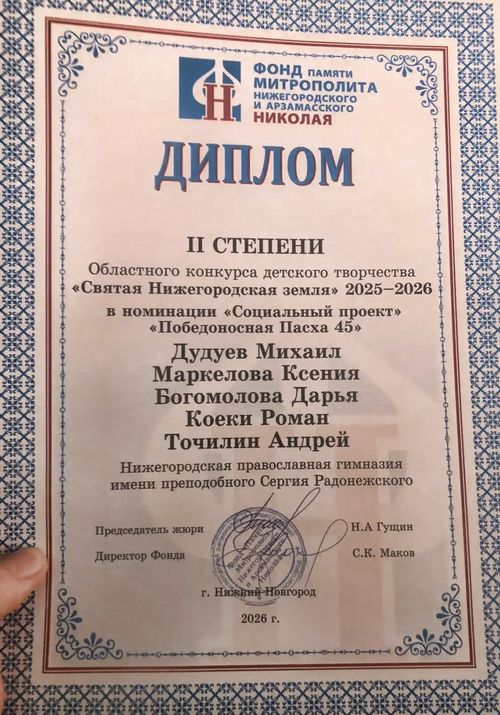 ФОНД ПАМЯТИ
МИТРОПОЛИТА
НИЖЕГОРОДСКОГО
И АРЗАМАССКОГО
НИКОЛАЯ
Н
ДИПЛОМ
II СТЕПЕНИ
Областного конкурса детского творчества
«Святая Нижегородская земля» 2025–2026
в номинации «Социальный проект»
«Победоносная Пасха 45»
Дудуев Михаил
Маркелова Ксения
Богомолова Дарья
Коеки Роман
Точилин Андрей
Нижегородская православная гимназия
имени преподобного Сергия Радонежского
Председатель жюри Н.А Гущин
Директор Фонда С.К. Маков
г. Нижний Новгород
2026 г.